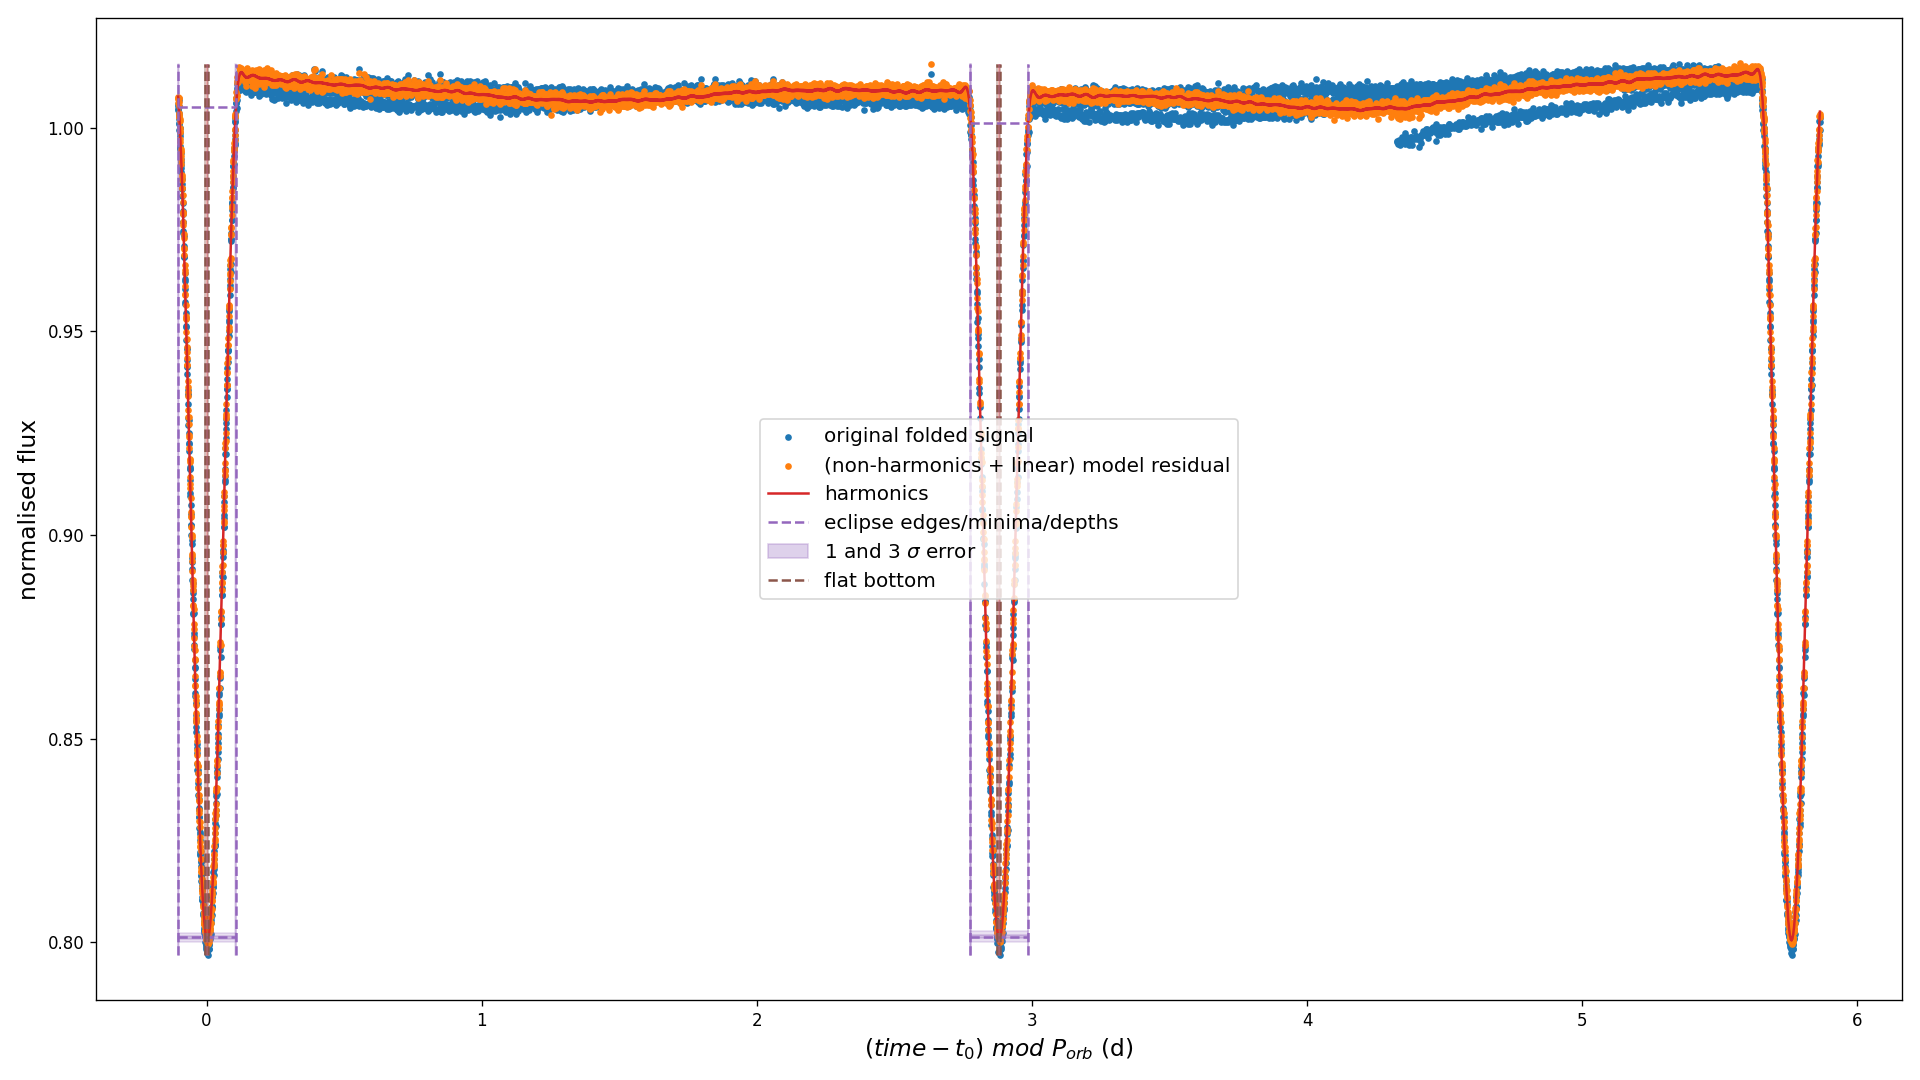 1.00
0.95
0.90
0.85
0.80
normalised flux
original folded signal
(non-harmonics + linear) model residual
harmonics
eclipse edges/minima/depths
1 and 3 σ error
flat bottom
0 1 2 3 4 5 6
(time − t₀) mod Pₒᵣb (d)